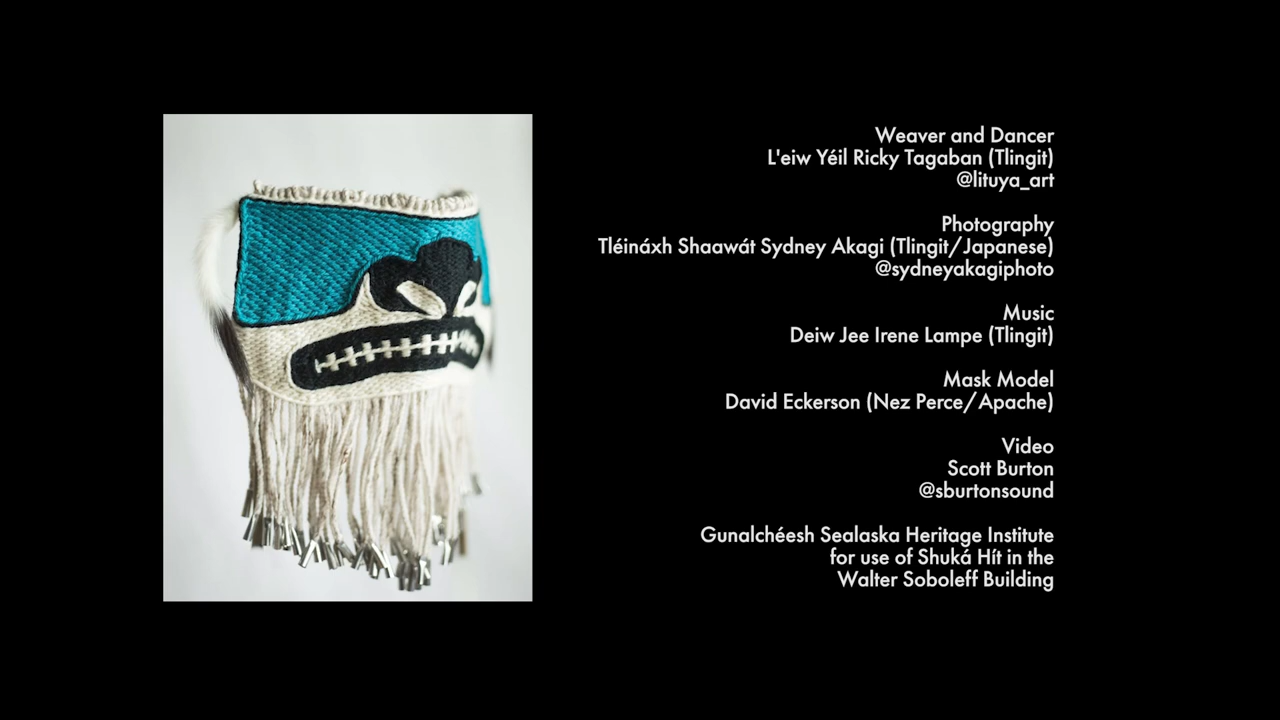 Weaver and Dancer
L'eiw Yéil Ricky Tagaban (Tlingit)
@lituya_art
Photography
Tléináxh Shaawát Sydney Akagi (Tlingit/Japanese)
@sydneyakagiphoto
Music
Deiw Jee Irene Lampe (Tlingit)
Mask Model
David Eckerson (Nez Perce/Apache)
Video
Scott Burton
@sburtonsound
Gunalchéesh Sealaska Heritage Institute
for use of Shuká Hít in the
Walter Soboleff Building